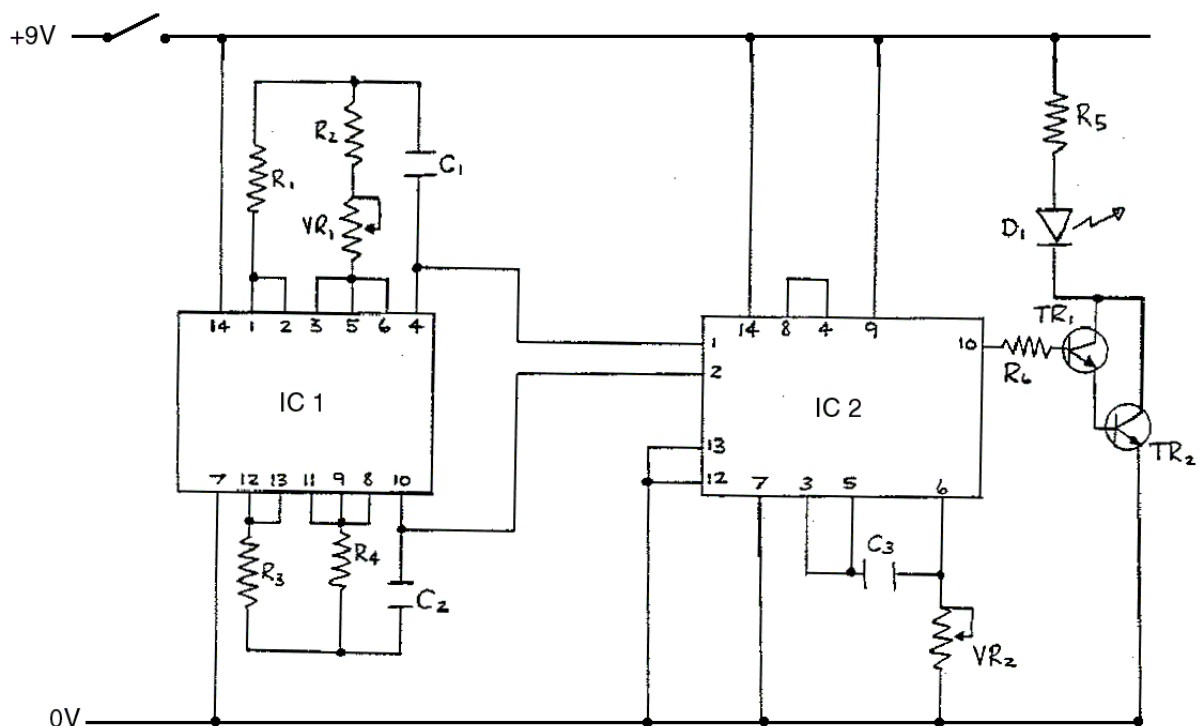 +9V
R1
R2
VR1
C1
R5
D1
14 1 2 3 5 6 4
IC 1
7 12 13 11 9 8 10
R3
R4
C2
14 8 4 9
1
2
13
12
10
IC 2
7 3 5 6
R6
TR1
TR2
C3
VR2
0V